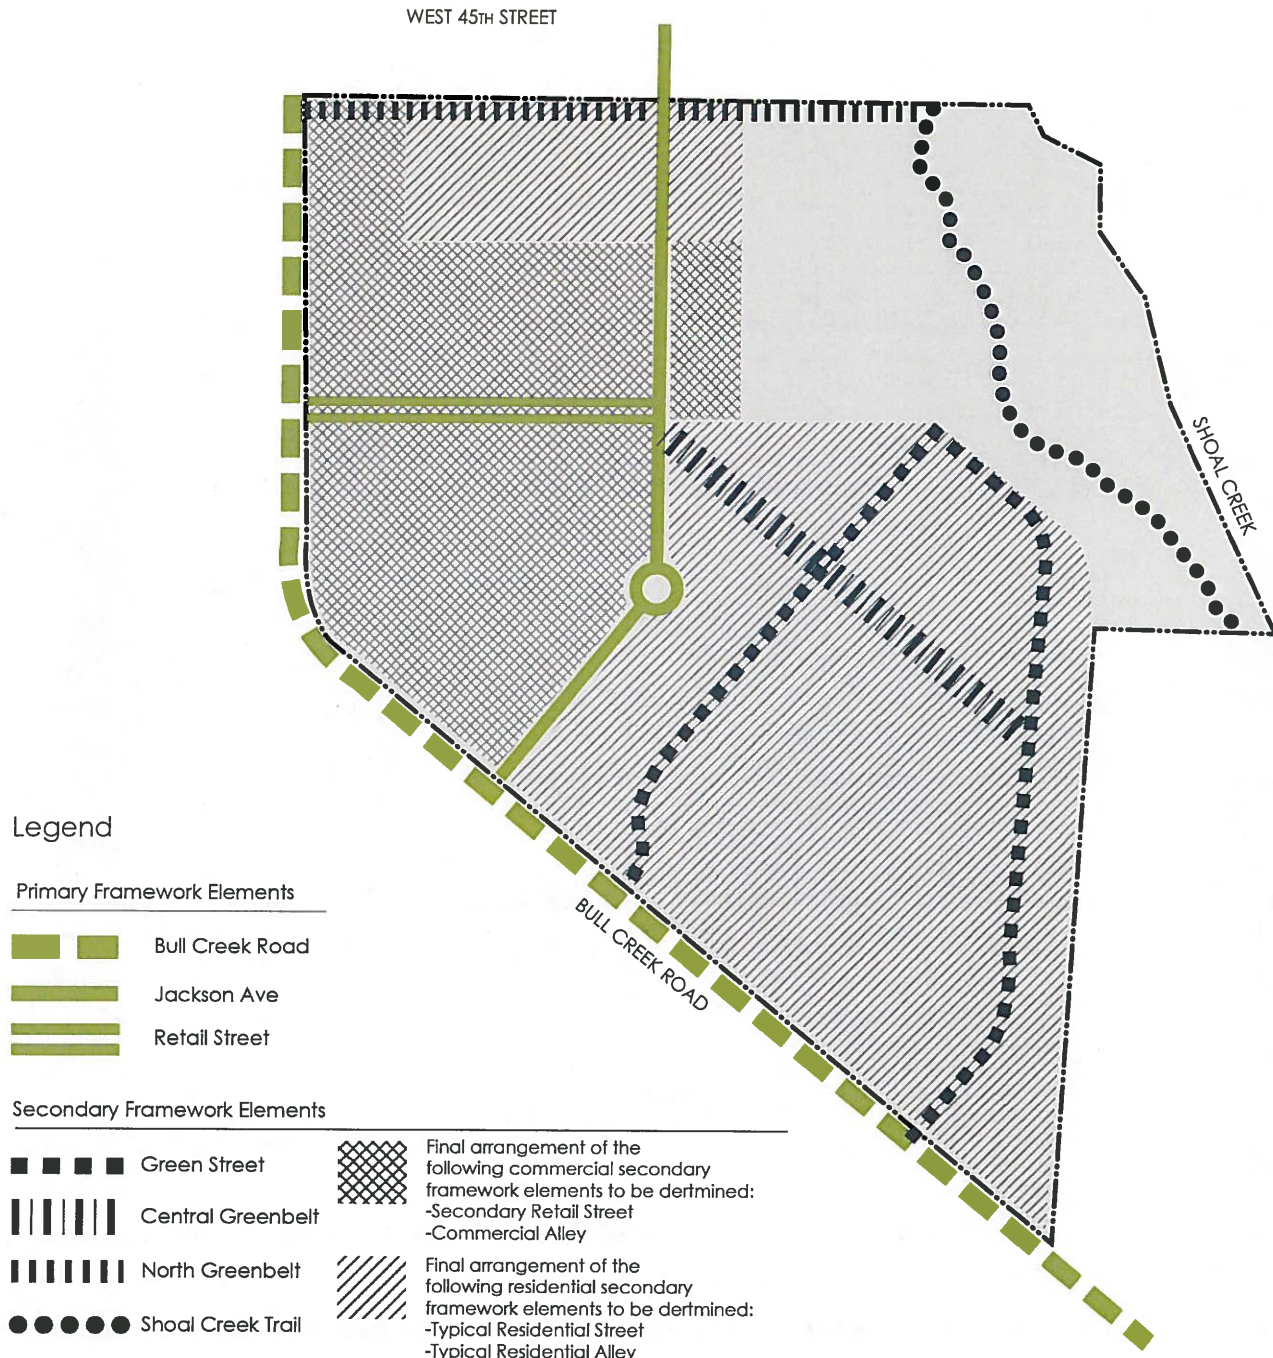 WEST 45TH STREET
SHOAL CREEK
BULL CREEK ROAD
Legend
Primary Framework Elements
Bull Creek Road
Jackson Ave
Retail Street
Secondary Framework Elements
Green Street
Central Greenbelt
North Greenbelt
Shoal Creek Trail
Final arrangement of the
following commercial secondary
framework elements to be dertmined:
-Secondary Retail Street
-Commercial Alley
Final arrangement of the
following residential secondary
framework elements to be dertmined:
-Typical Residential Street
-Typical Residential Alley